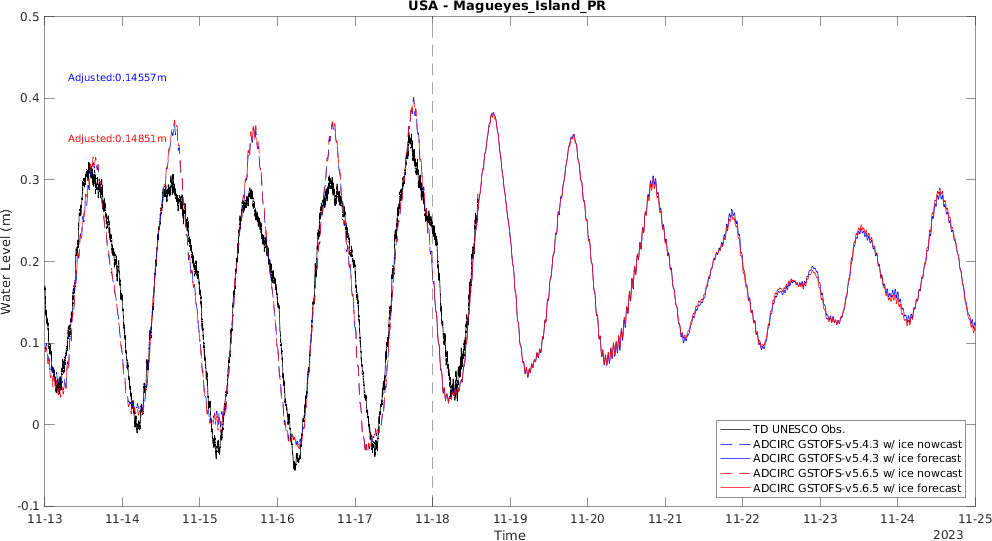 USA - Magueyes_Island_PR
0.5
0.4
0.3
0.2
0.1
0
-0.1
Water Level (m)
Adjusted:0.14557m
Adjusted:0.14851m
TD UNESCO Obs.
ADCIRC GSTOFS-v5.4.3 w/ ice nowcast
ADCIRC GSTOFS-v5.4.3 w/ ice forecast
ADCIRC GSTOFS-v5.6.5 w/ ice nowcast
ADCIRC GSTOFS-v5.6.5 w/ ice forecast
11-13 11-14 11-15 11-16 11-17 11-18 11-19 11-20 11-21 11-22 11-23 11-24 11-25
Time
2023